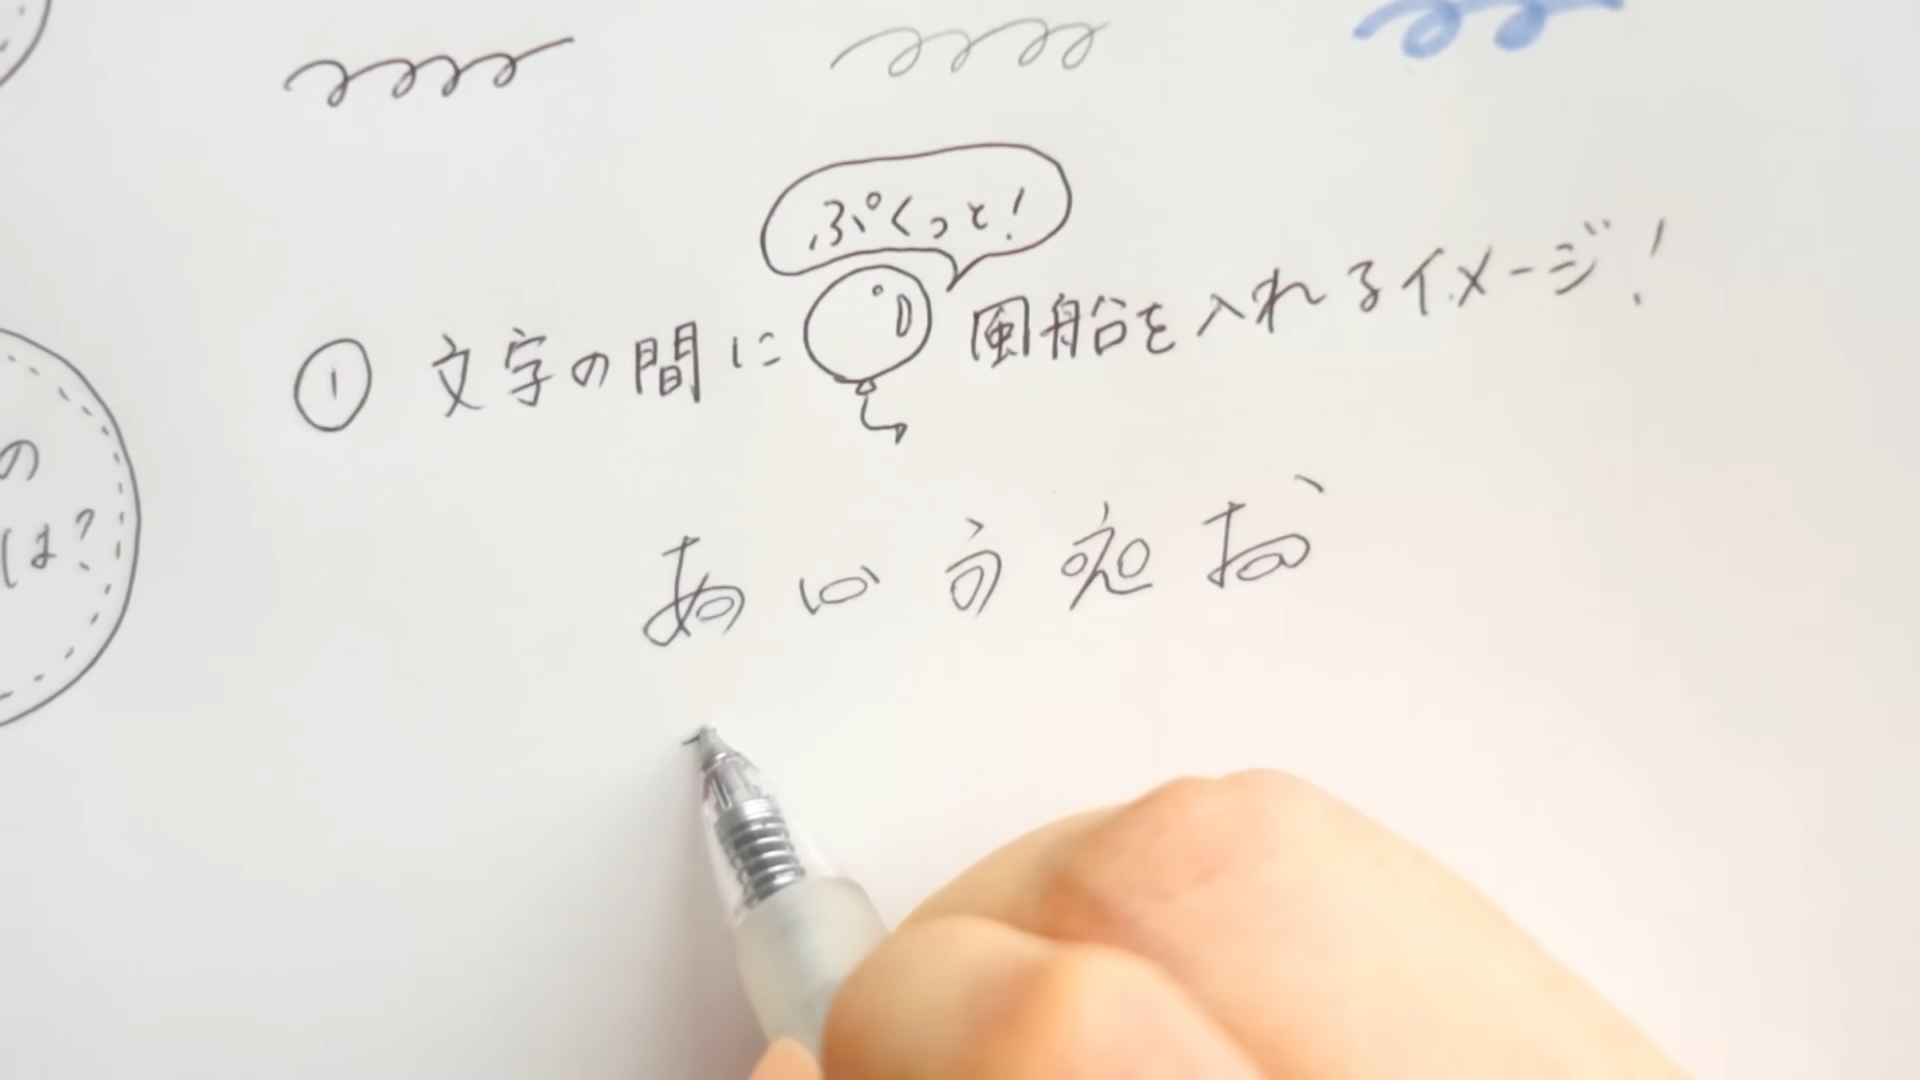 ぷくっと!
① 文字の間に 風船を入れるイメージ!
の
は?
あいうえお